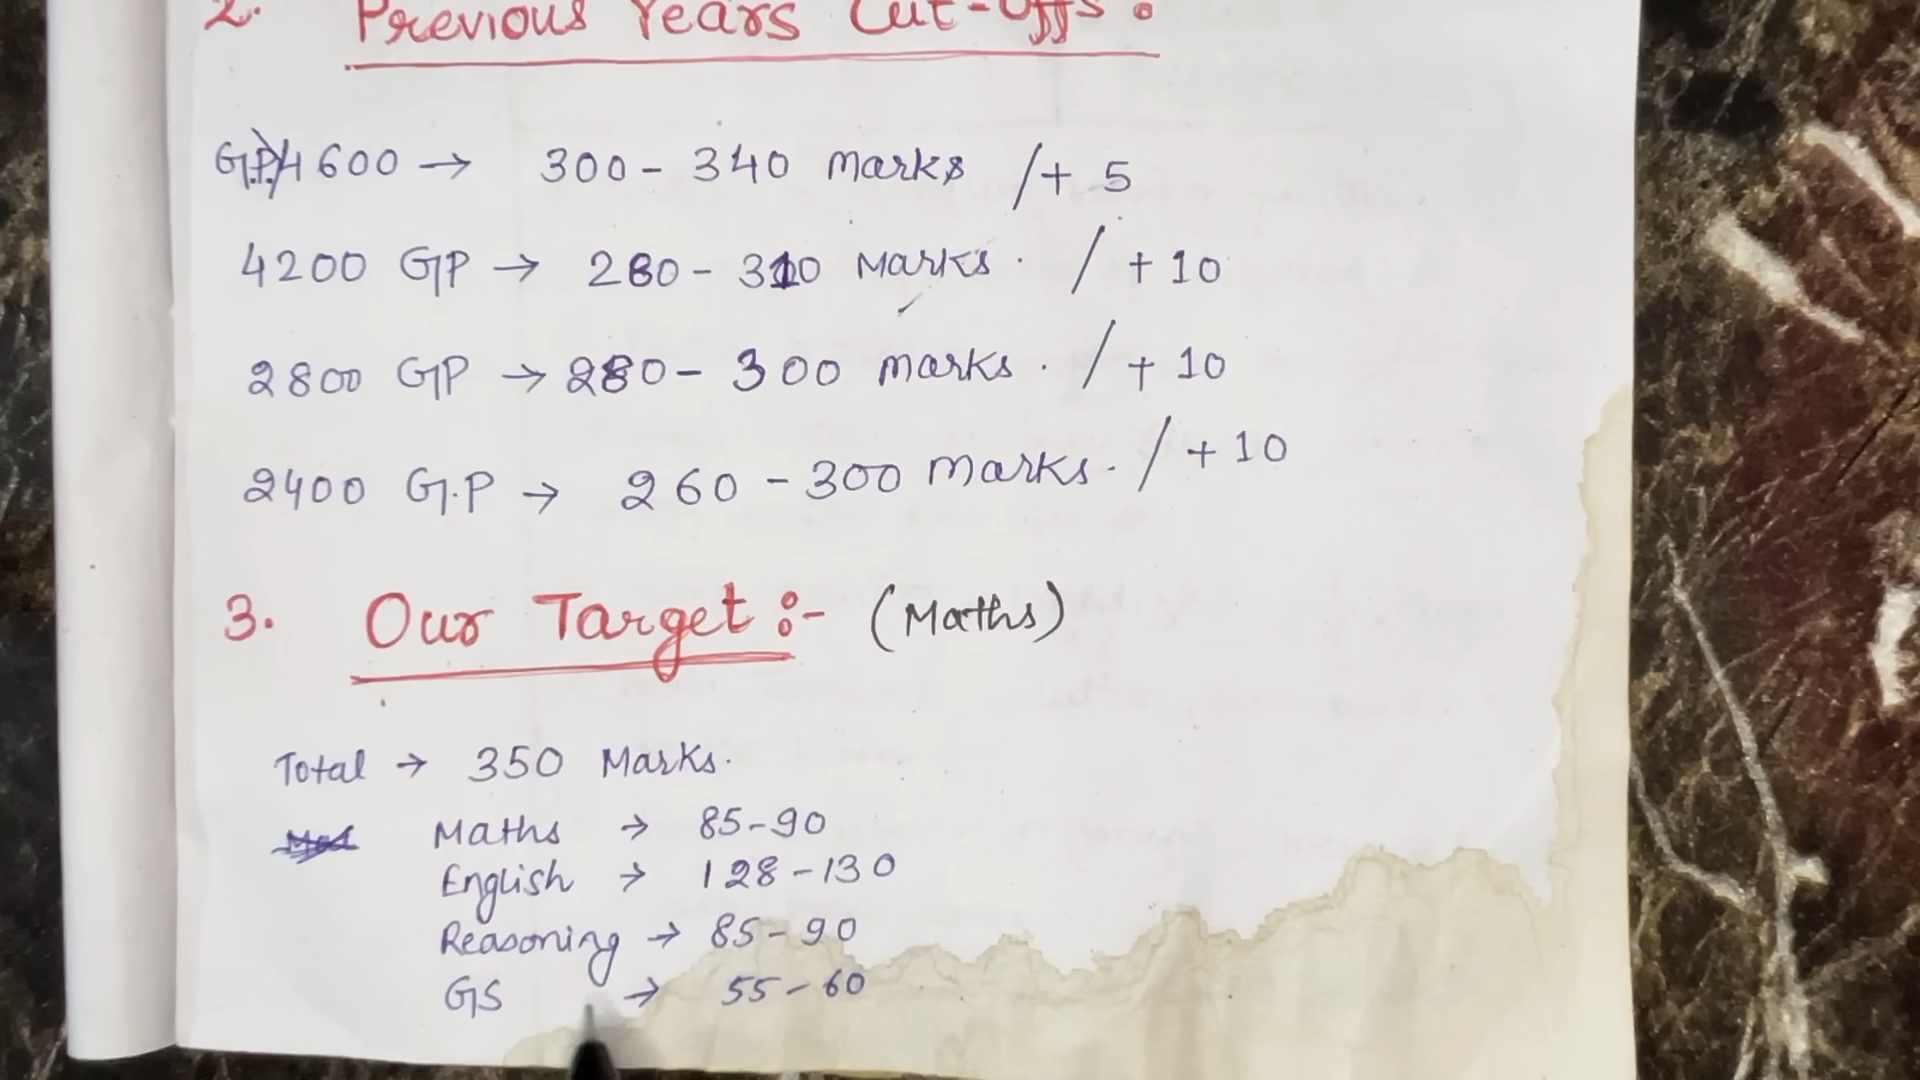 2. Previous Years Cut-Offs :
G.P. 4600 → 300 - 340 Marks / + 5
4200 GP → 280 - 310 Marks. / + 10
2800 GP → 280 - 300 Marks. / + 10
2400 G.P → 260 - 300 Marks. / + 10
3. Our Target :- (Maths)
Total → 350 Marks.
Maths → 85-90
English → 128-130
Reasoning → 85-90
GS → 55-60